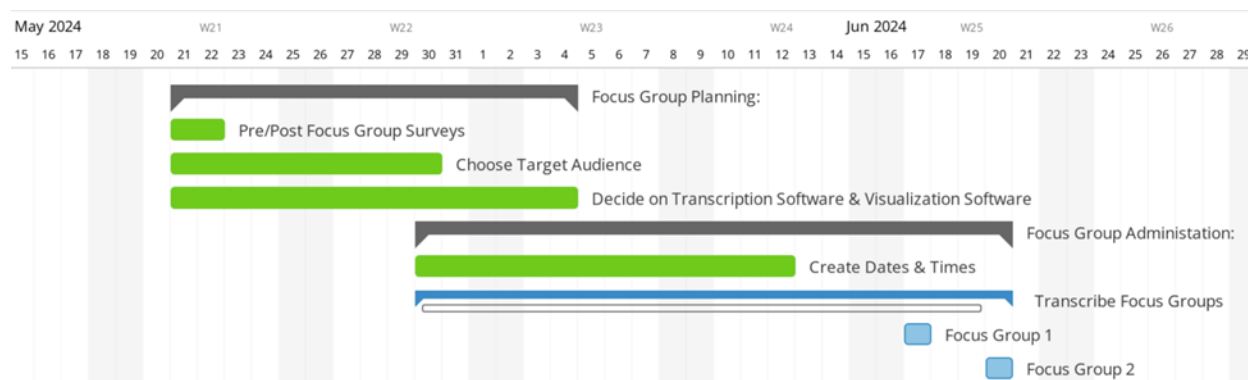 May 2024 W21 W22 W23 W24 Jun 2024 W25 W26
15 16 17 18 19 20 21 22 23 24 25 26 27 28 29 30 31 1 2 3 4 5 6 7 8 9 10 11 12 13 14 15 16 17 18 19 20 21 22 23 24 25 26 27 28 29
Focus Group Planning:
Pre/Post Focus Group Surveys
Choose Target Audience
Decide on Transcription Software & Visualization Software
Focus Group Administation:
Create Dates & Times
Transcribe Focus Groups
Focus Group 1
Focus Group 2